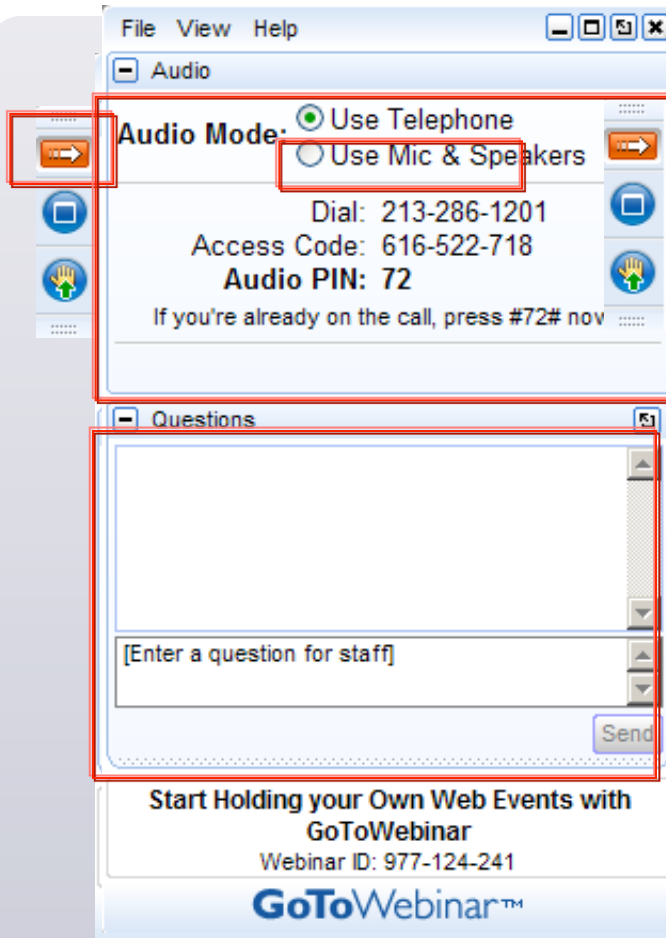 File View Help
Audio
Audio Mode: Use Telephone
Use Mic & Speakers
Dial: 213-286-1201
Access Code: 616-522-718
Audio PIN: 72
If you're already on the call, press #72# nov
Questions
[Enter a question for staff]
Send
Start Holding your Own Web Events with
GoToWebinar
Webinar ID: 977-124-241
GoToWebinar™